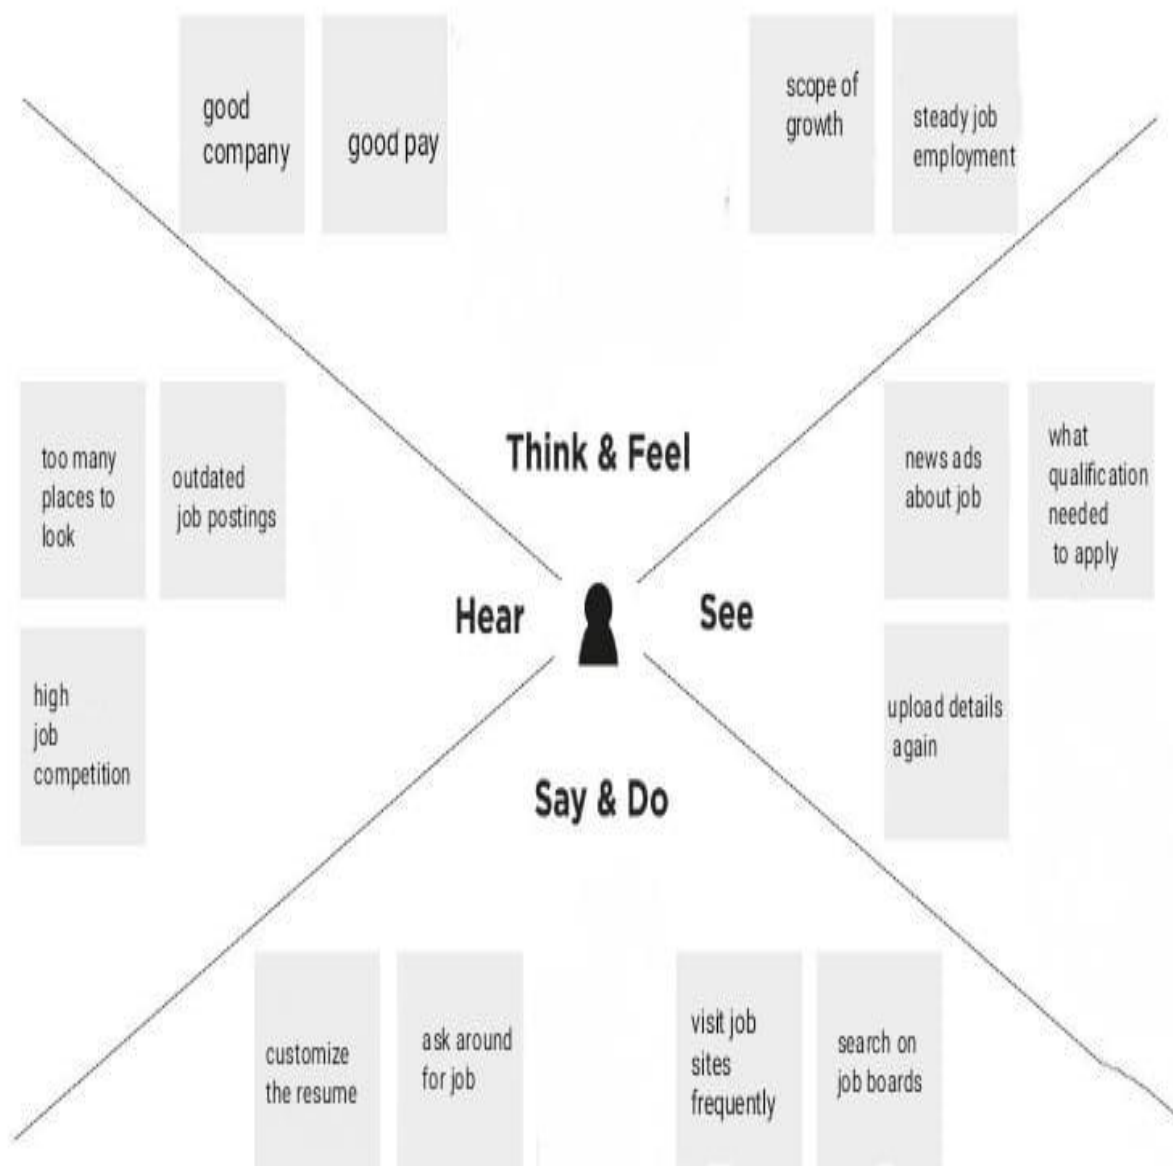 good
company
good pay
scope of
growth
steady job
employment
Think & Feel
too many
places to
look
outdated
job postings
high
job
competition
Hear
See
news ads
about job
what
qualification
needed
to apply
upload details
again
Say & Do
customize
the resume
ask around
for job
visit job
sites
frequently
search on
job boards